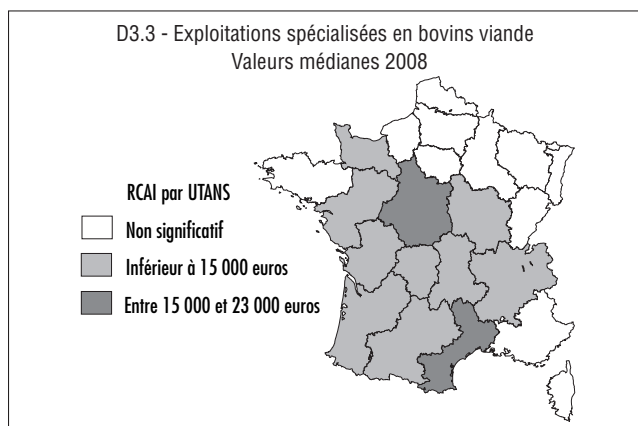 D3.3 - Exploitations spécialisées en bovins viande
Valeurs médianes 2008
RCAI par UTANS
Non significatif
Inférieur à 15 000 euros
Entre 15 000 et 23 000 euros